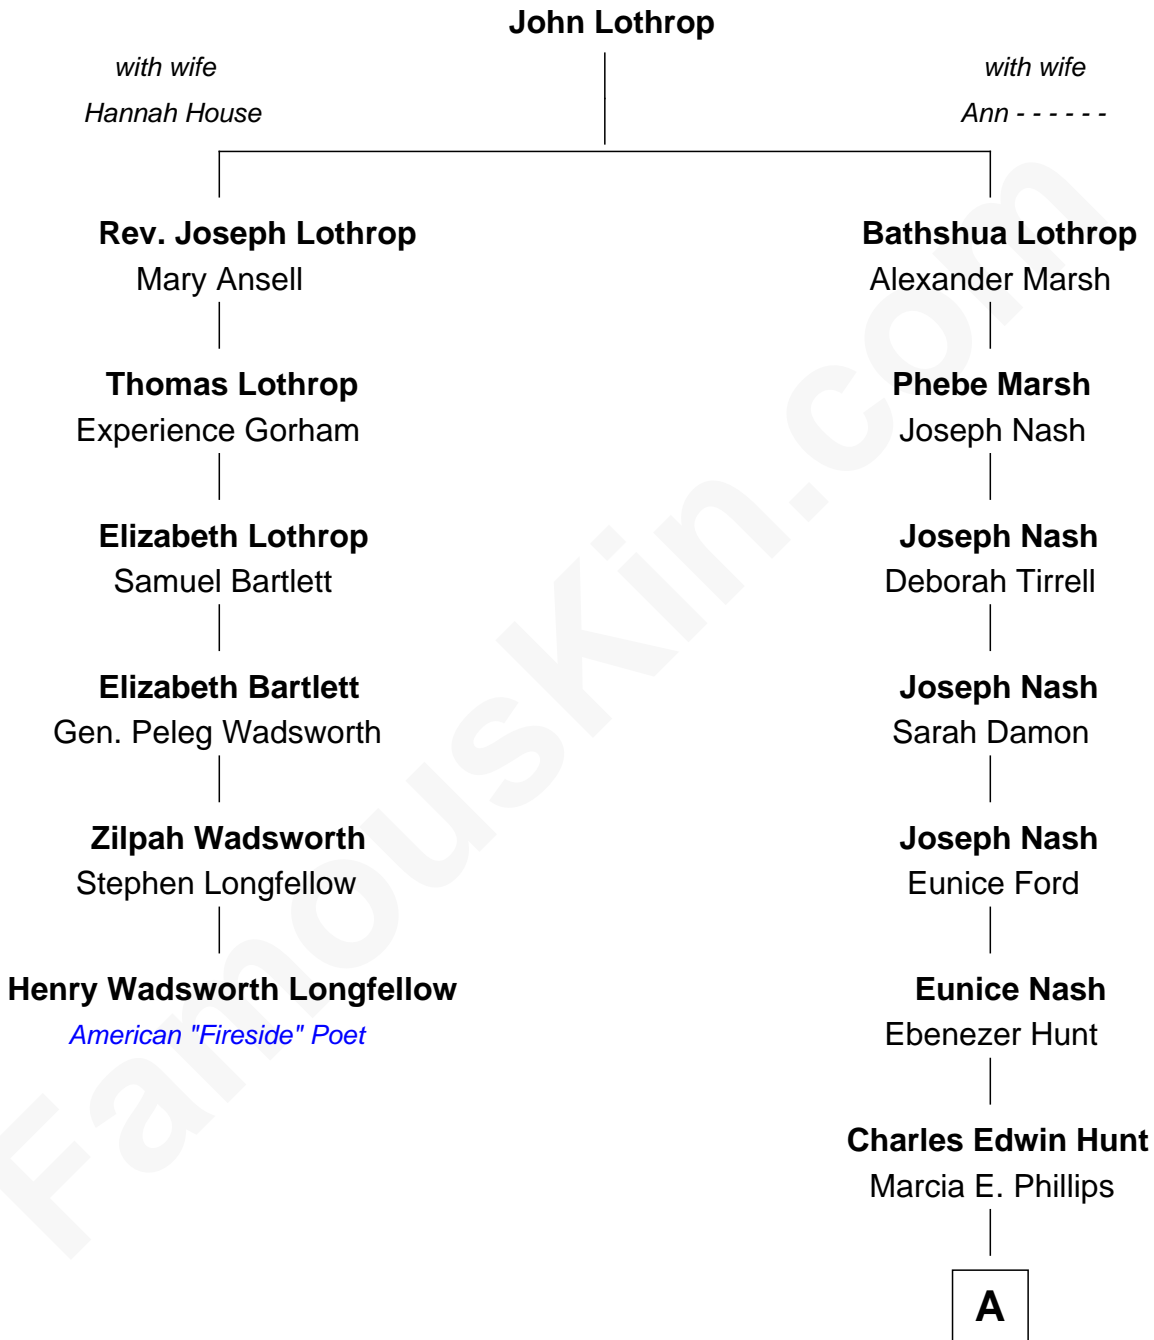 John Lothrop
with wife
Hannah House
with wife
Ann - - - - - -
Rev. Joseph Lothrop
Mary Ansell
Bathshua Lothrop
Alexander Marsh
Thomas Lothrop
Experience Gorham
Phebe Marsh
Joseph Nash
Elizabeth Lothrop
Samuel Bartlett
Joseph Nash
Deborah Tirrell
Elizabeth Bartlett
Gen. Peleg Wadsworth
Joseph Nash
Sarah Damon
Zilpah Wadsworth
Stephen Longfellow
Joseph Nash
Eunice Ford
Henry Wadsworth Longfellow
American "Fireside" Poet
Eunice Nash
Ebenezer Hunt
Charles Edwin Hunt
Marcia E. Phillips
A
FamousKin.com